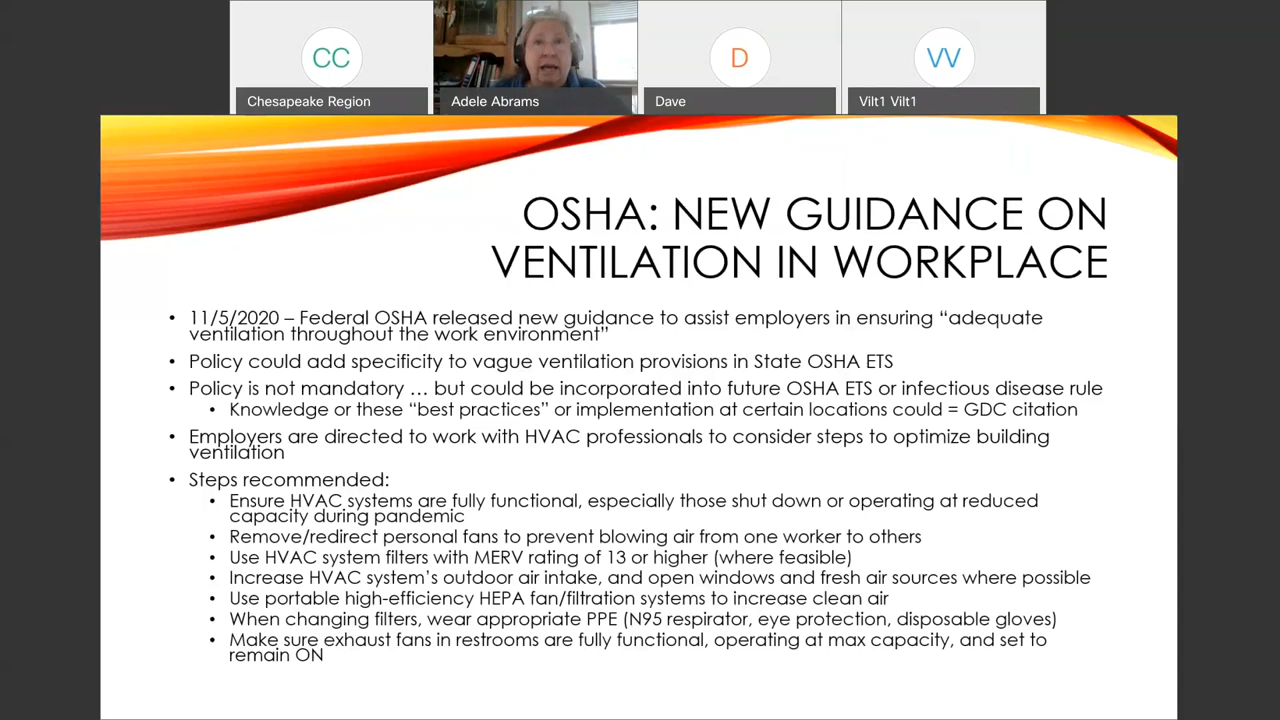 CC
D
VV
Chesapeake Region
Adele Abrams
Dave
Vilt1 Vilt1
OSHA: NEW GUIDANCE ON
VENTILATION IN WORKPLACE
• 11/5/2020 – Federal OSHA released new guidance to assist employers in ensuring “adequate
ventilation throughout the work environment”
• Policy could add specificity to vague ventilation provisions in State OSHA ETS
• Policy is not mandatory … but could be incorporated into future OSHA ETS or infectious disease rule
• Knowledge or these “best practices” or implementation at certain locations could = GDC citation
• Employers are directed to work with HVAC professionals to consider steps to optimize building
ventilation
• Steps recommended:
• Ensure HVAC systems are fully functional, especially those shut down or operating at reduced
capacity during pandemic
• Remove/redirect personal fans to prevent blowing air from one worker to others
• Use HVAC system filters with MERV rating of 13 or higher (where feasible)
• Increase HVAC system’s outdoor air intake, and open windows and fresh air sources where possible
• Use portable high-efficiency HEPA fan/filtration systems to increase clean air
• When changing filters, wear appropriate PPE (N95 respirator, eye protection, disposable gloves)
• Make sure exhaust fans in restrooms are fully functional, operating at max capacity, and set to
remain ON